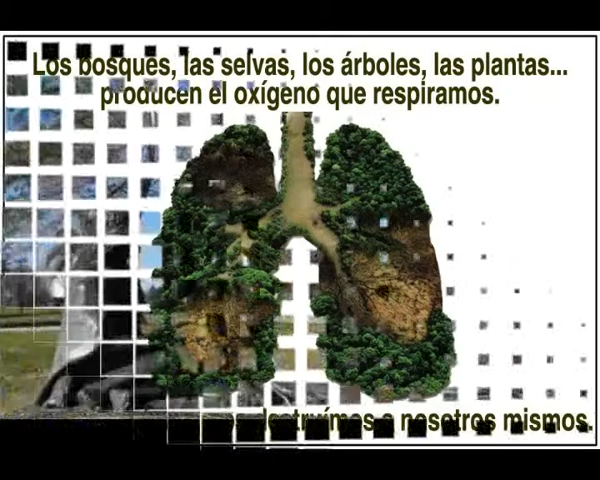 Los bosques, las selvas, los árboles, las plantas...
producen el oxígeno que respiramos.
destruímos a nosotros mismos.